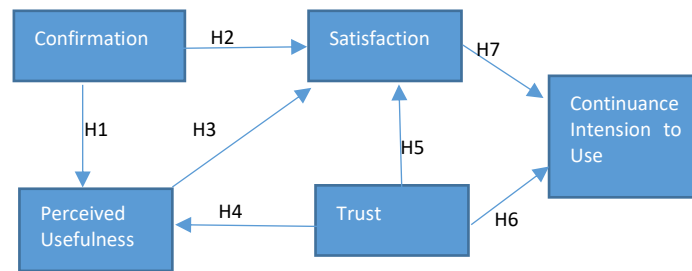 Confirmation
H2
Satisfaction
H7
Continuance
Intension to
Use
H1
H3
H5
Perceived
Usefulness
H4
Trust
H6